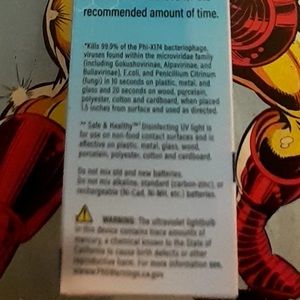 recommended amount of time.
*Kills 99.9% of the Phi-X174 bacteriophage,
viruses found within the microviridae family
(including Gokushovirinae, Alpavirinae, and
Bullavirinae), E.coli, and Penicillium Citrinum
(fungi) in 10 seconds on plastic, metal, and
glass and 20 seconds on wood, porcelain,
polyester, cotton and cardboard, when placed
1.5 inches from surface and used as directed.
** Safe & Healthy™ Disinfecting UV light is
for use on non-food contact surfaces and is
effective on plastic, metal, glass, wood,
porcelain, polyester, cotton and cardboard.
Do not mix old and new batteries.
Do not mix alkaline, standard (carbon-zinc), or
rechargeable (Ni-Cad, Ni-MH, etc.) batteries.
WARNING: The ultraviolet lightbulb
in this device contains trace amounts of
mercury, a chemical known to the State of
California to cause birth defects or other
reproductive harm. For more information see,
www.P65Warnings.ca.gov